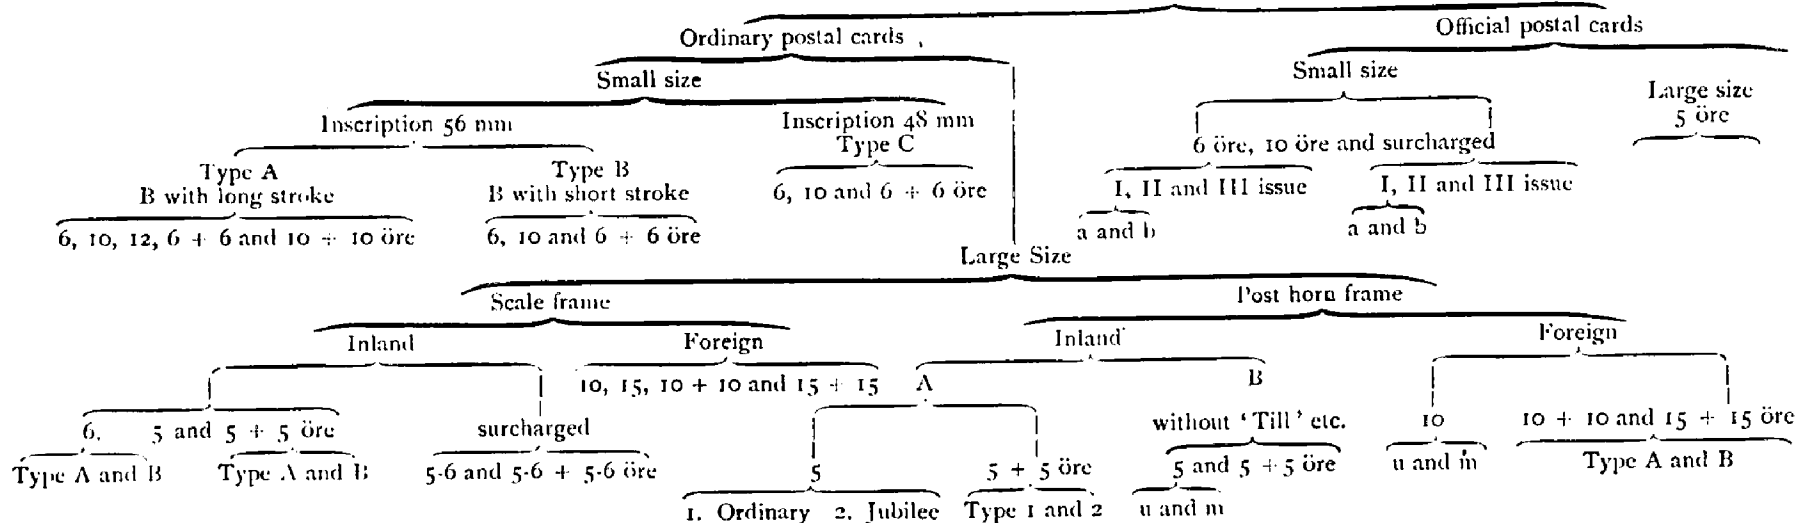 Ordinary postal cards
Official postal cards
Small size
Small size
Large size
5 öre
Inscription 56 mm
Inscription 48 mm
Type C
6, 10 and 6 + 6 öre
6 öre, 10 öre and surcharged
Type A
B with long stroke
6, 10, 12, 6 + 6 and 10 + 10 öre
Type B
B with short stroke
6, 10 and 6 + 6 öre
I, II and III issue
a and b
I, II and III issue
a and b
Large Size
Scale frame
Post horn frame
Inland
Foreign
10, 15, 10 + 10 and 15 + 15
Inland
Foreign
A
B
6. 5 and 5 + 5 öre
Type A and B
Type A and B
surcharged
5-6 and 5-6 + 5-6 öre
5
1. Ordinary 2. Jubilee
5 + 5 öre
Type 1 and 2
without ‘Till’ etc.
5 and 5 + 5 öre
u and m
10
u and m
10 + 10 and 15 + 15 öre
Type A and B